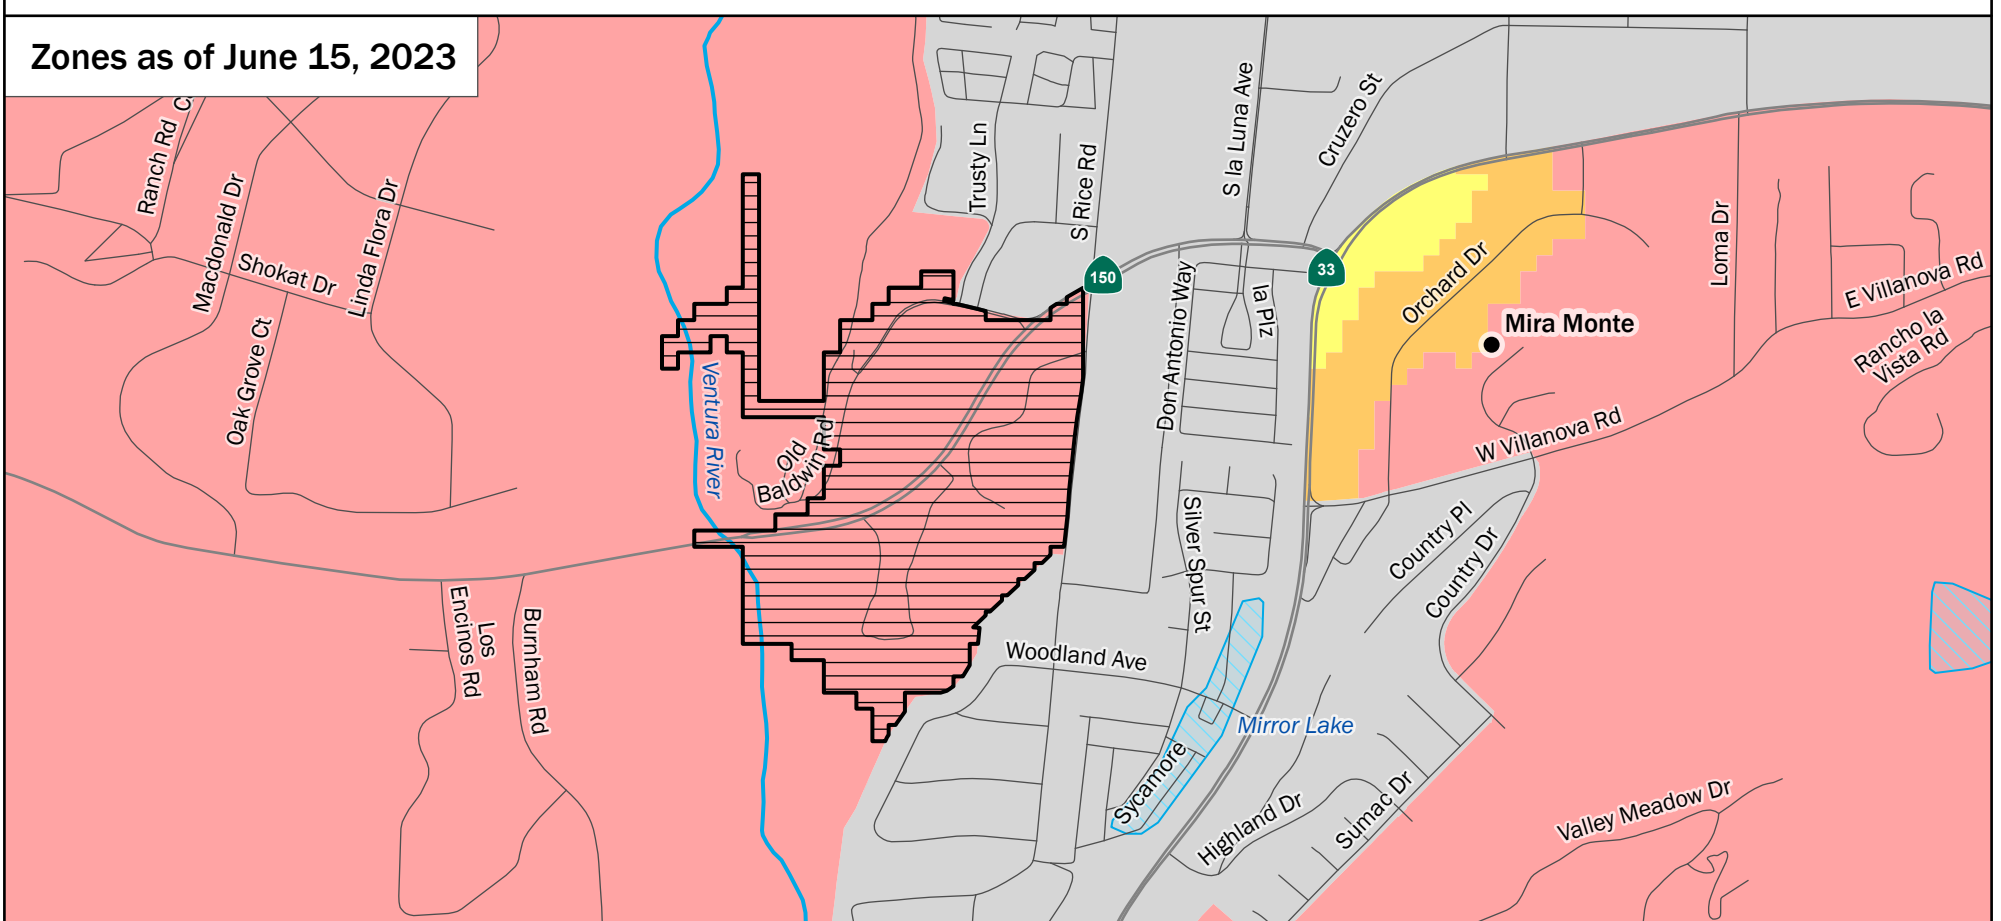 Zones as of June 15, 2023
Ranch Rd
Macdonald Dr
Shokat Dr
Linda Flora Dr
Oak Grove Ct
Ventura River
Old
Baldwin Rd
Los
Encinos Rd
Burnham Rd
Trusty Ln
S Rice Rd
S la Luna Ave
Cruzero St
150
33
Don Antonio Way
la Plz
Orchard Dr
Mira Monte
Loma Dr
E Villanova Rd
Rancho la
Vista Rd
W Villanova Rd
Silver Spur St
Country Pl
Country Dr
Woodland Ave
Mirror Lake
Sycamore
Highland Dr
Sumac Dr
Valley Meadow Dr